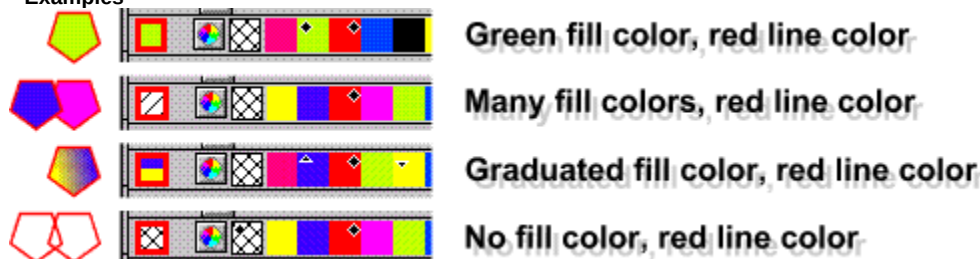 Examples
Green fill color, red line color
Many fill colors, red line color
Graduated fill color, red line color
No fill color, red line color